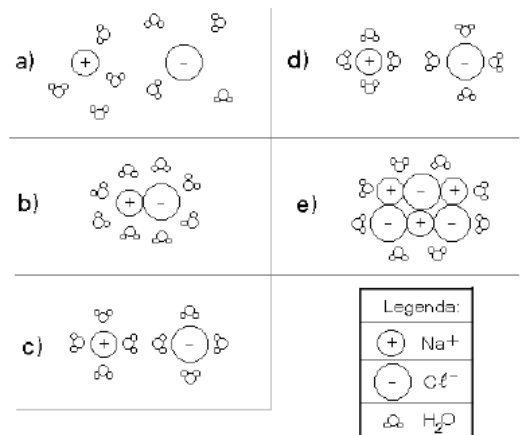 a)
d)
b)
e)
c)
Legenda:
+ Na+
- Cℓ-
H2O